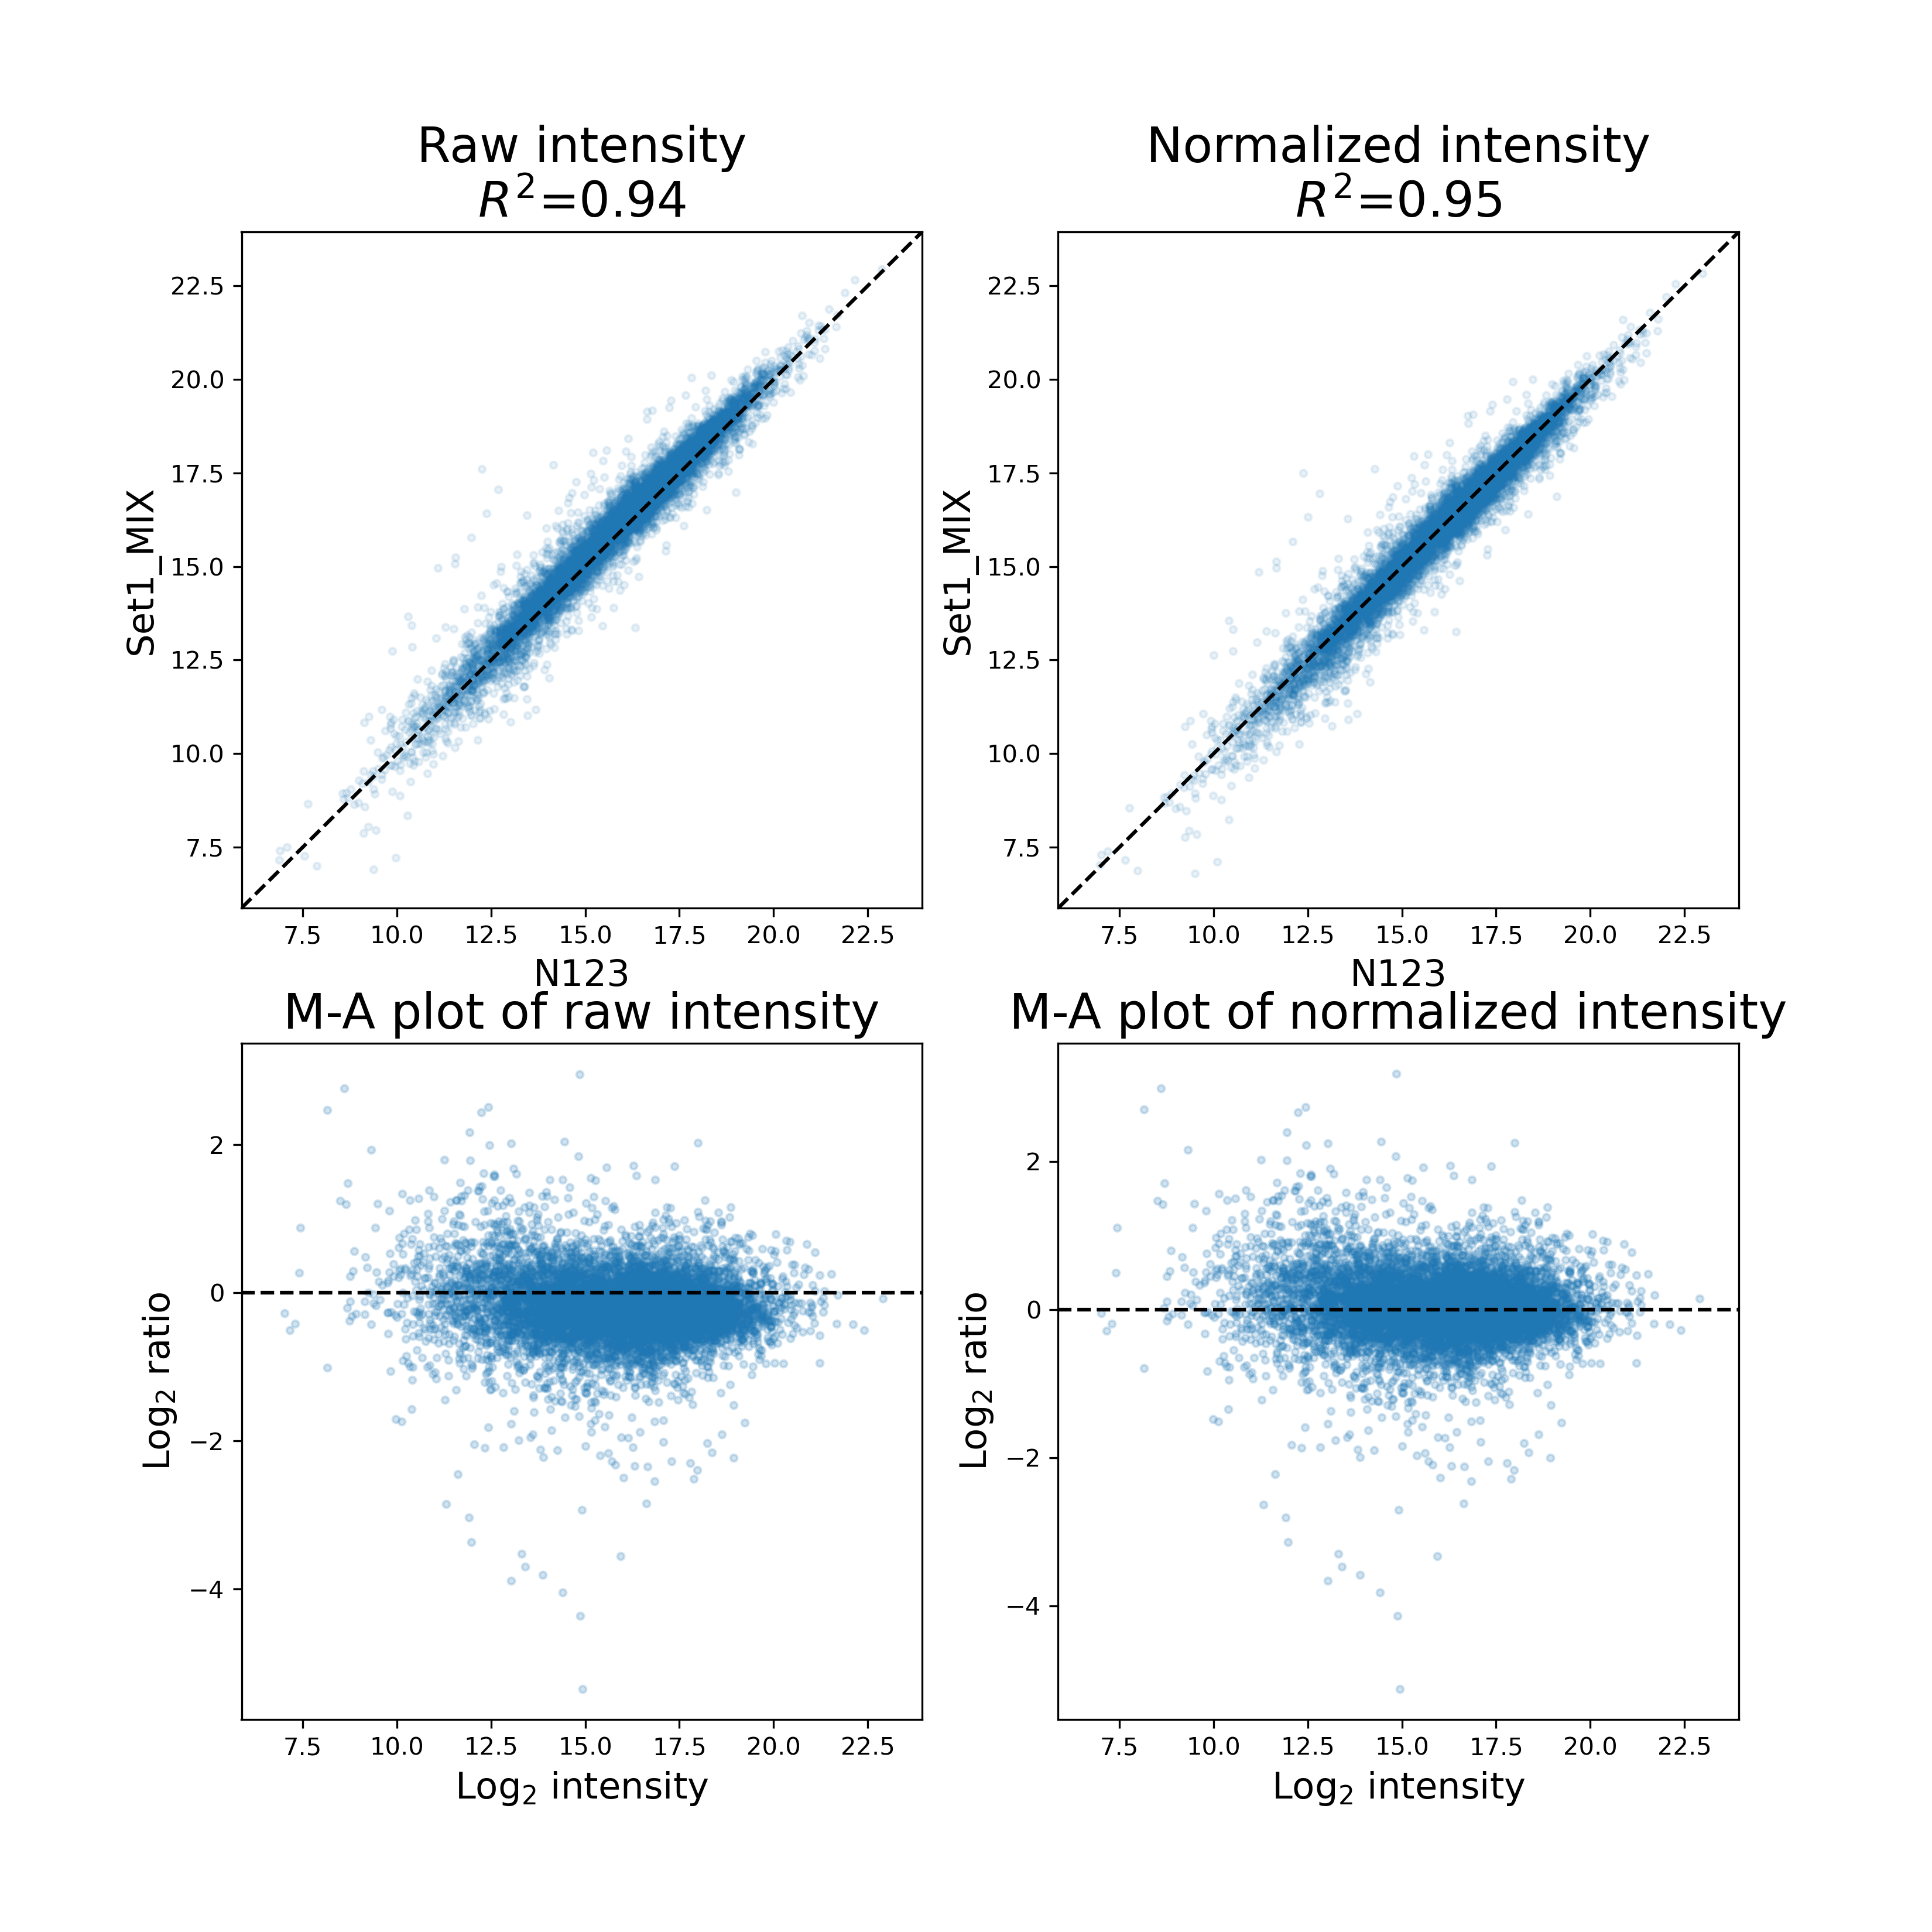 Raw intensity
R²=0.94
Normalized intensity
R²=0.95
Set1_MIX
22.5
20.0
17.5
15.0
12.5
10.0
7.5
7.5 10.0 12.5 15.0 17.5 20.0 22.5
N123
Set1_MIX
22.5
20.0
17.5
15.0
12.5
10.0
7.5
7.5 10.0 12.5 15.0 17.5 20.0 22.5
N123
M-A plot of raw intensity
Log₂ ratio
2
0
−2
−4
7.5 10.0 12.5 15.0 17.5 20.0 22.5
Log₂ intensity
M-A plot of normalized intensity
Log₂ ratio
2
0
−2
−4
7.5 10.0 12.5 15.0 17.5 20.0 22.5
Log₂ intensity